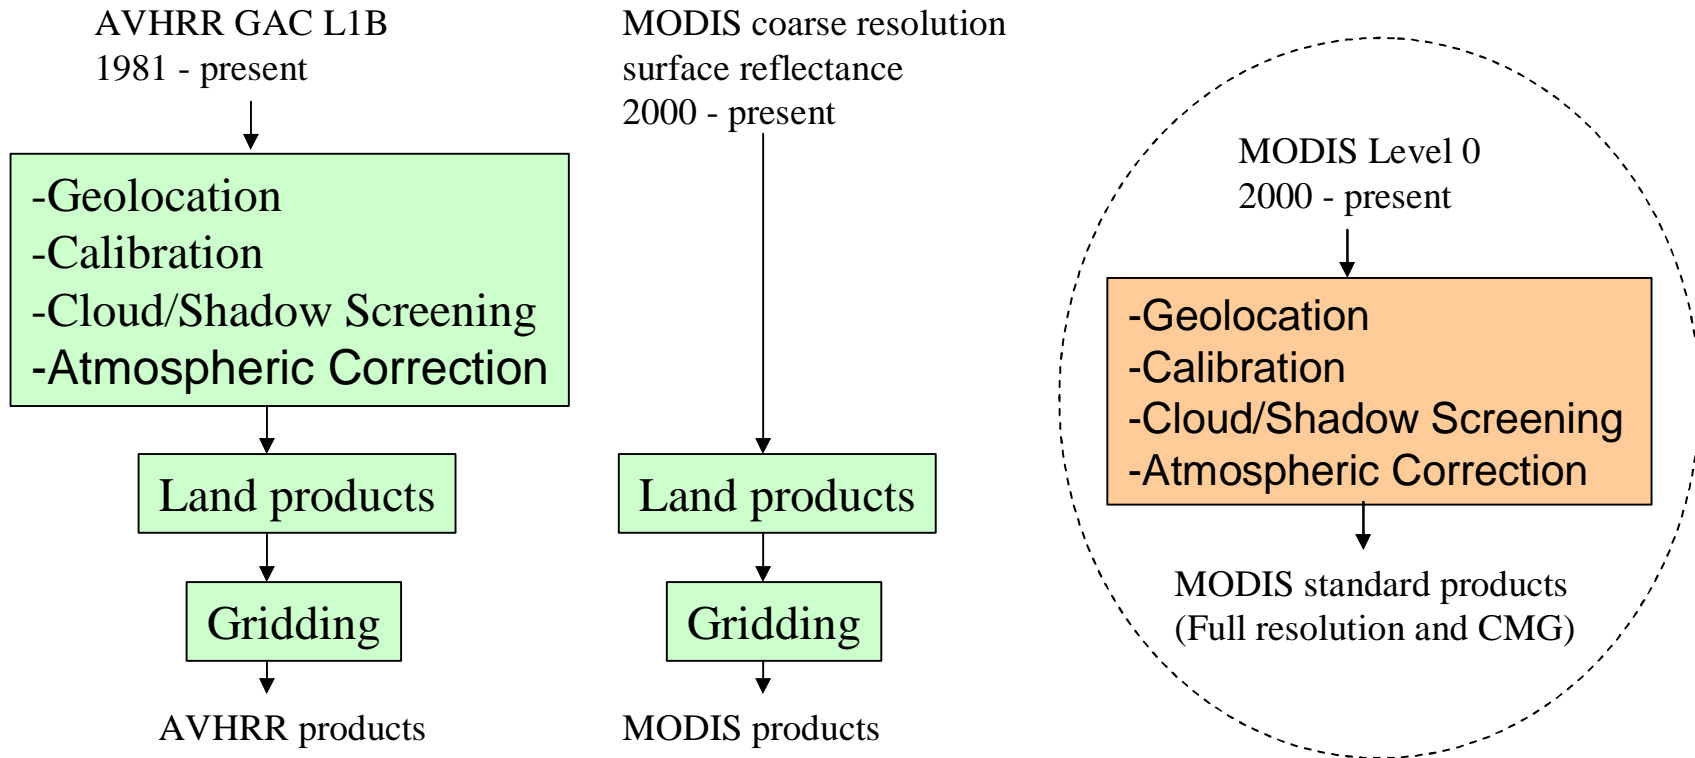 AVHRR GAC L1B
1981 - present
-Geolocation
-Calibration
-Cloud/Shadow Screening
-Atmospheric Correction
Land products
Gridding
AVHRR products
MODIS coarse resolution
surface reflectance
2000 - present
Land products
Gridding
MODIS products
MODIS Level 0
2000 - present
-Geolocation
-Calibration
-Cloud/Shadow Screening
-Atmospheric Correction
MODIS standard products
(Full resolution and CMG)